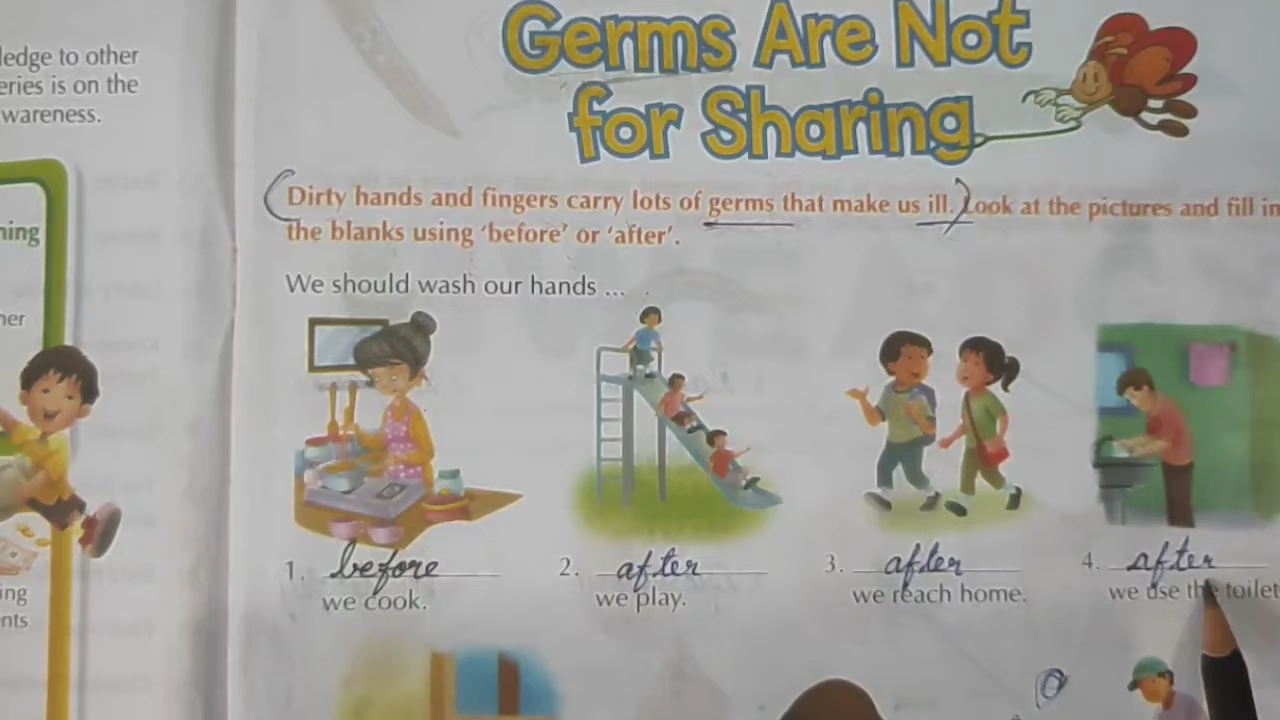 ledge to other
eries is on the
wareness.
ning
ner
ing
nts
Germs Are Not
for Sharing
Dirty hands and fingers carry lots of germs that make us ill. Look at the pictures and fill in
the blanks using ‘before’ or ‘after’.
We should wash our hands ...
1. before
we cook.
2. after
we play.
3. after
we reach home.
4. after
we use the toilet